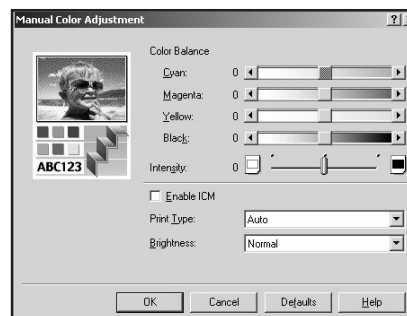 Manual Color Adjustment ?
Color Balance
Cyan: 0
Magenta: 0
Yellow: 0
Black: 0
ABC123
Intensity: 0
Enable ICM
Print Type: Auto
Brightness: Normal
OK Cancel Defaults Help